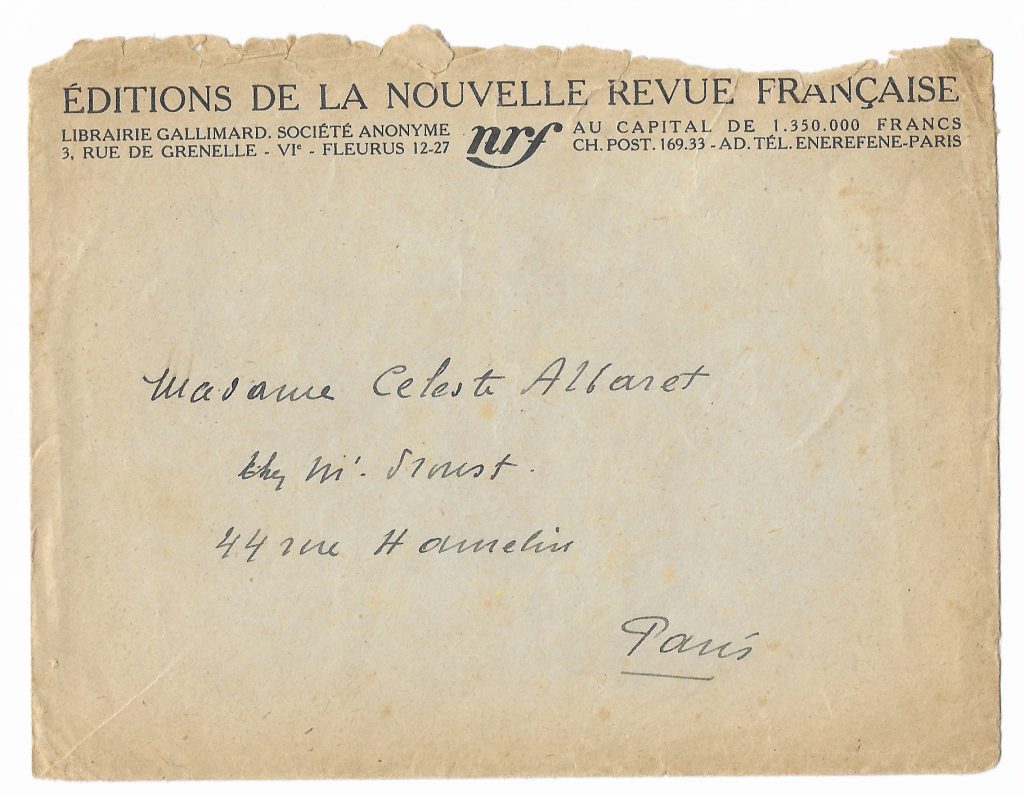 ÉDITIONS DE LA NOUVELLE REVUE FRANÇAISE
LIBRAIRIE GALLIMARD. SOCIÉTÉ ANONYME
3, RUE DE GRENELLE - VIᵉ - FLEURUS 12-27
nrf
AU CAPITAL DE 1.350.000 FRANCS
CH. POST. 169.33 - AD. TÉL. ENEREFENE-PARIS
Madame Celeste Albaret
chez Mr. Proust.
44 rue Hamelin
Paris